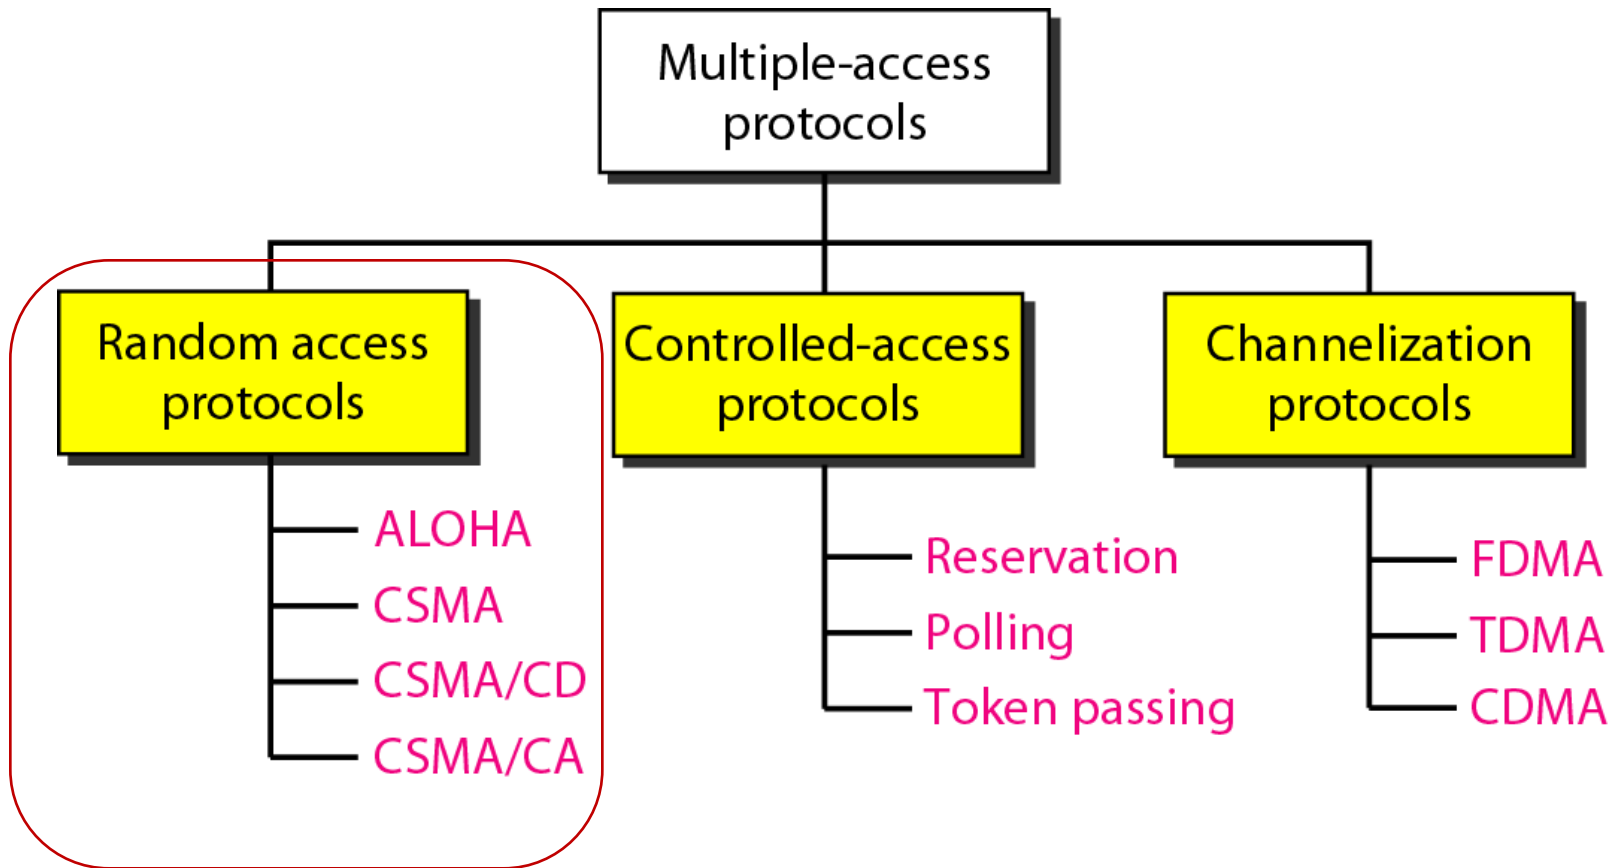 Multiple-access
protocols
Random access
protocols
ALOHA
CSMA
CSMA/CD
CSMA/CA
Controlled-access
protocols
Reservation
Polling
Token passing
Channelization
protocols
FDMA
TDMA
CDMA